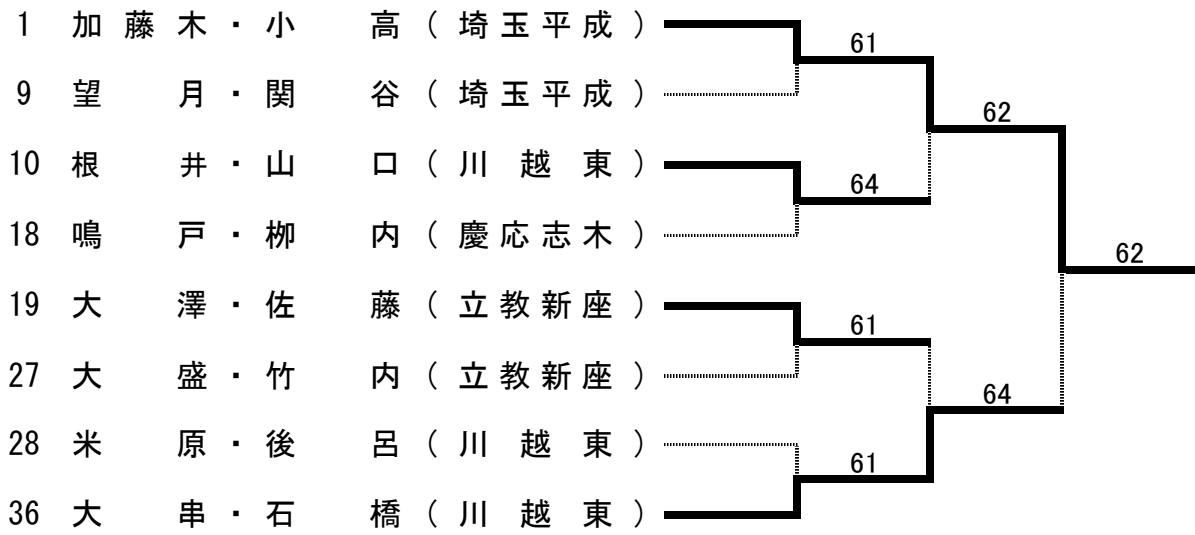 1 加藤木・小高(埼玉平成)
61
9 望月・関谷(埼玉平成)
62
10 根井・山口(川越東)
64
18 鳴戸・栁内(慶応志木)
62
19 大澤・佐藤(立教新座)
61
27 大盛・竹内(立教新座)
64
28 米原・後呂(川越東)
61
36 大串・石橋(川越東)